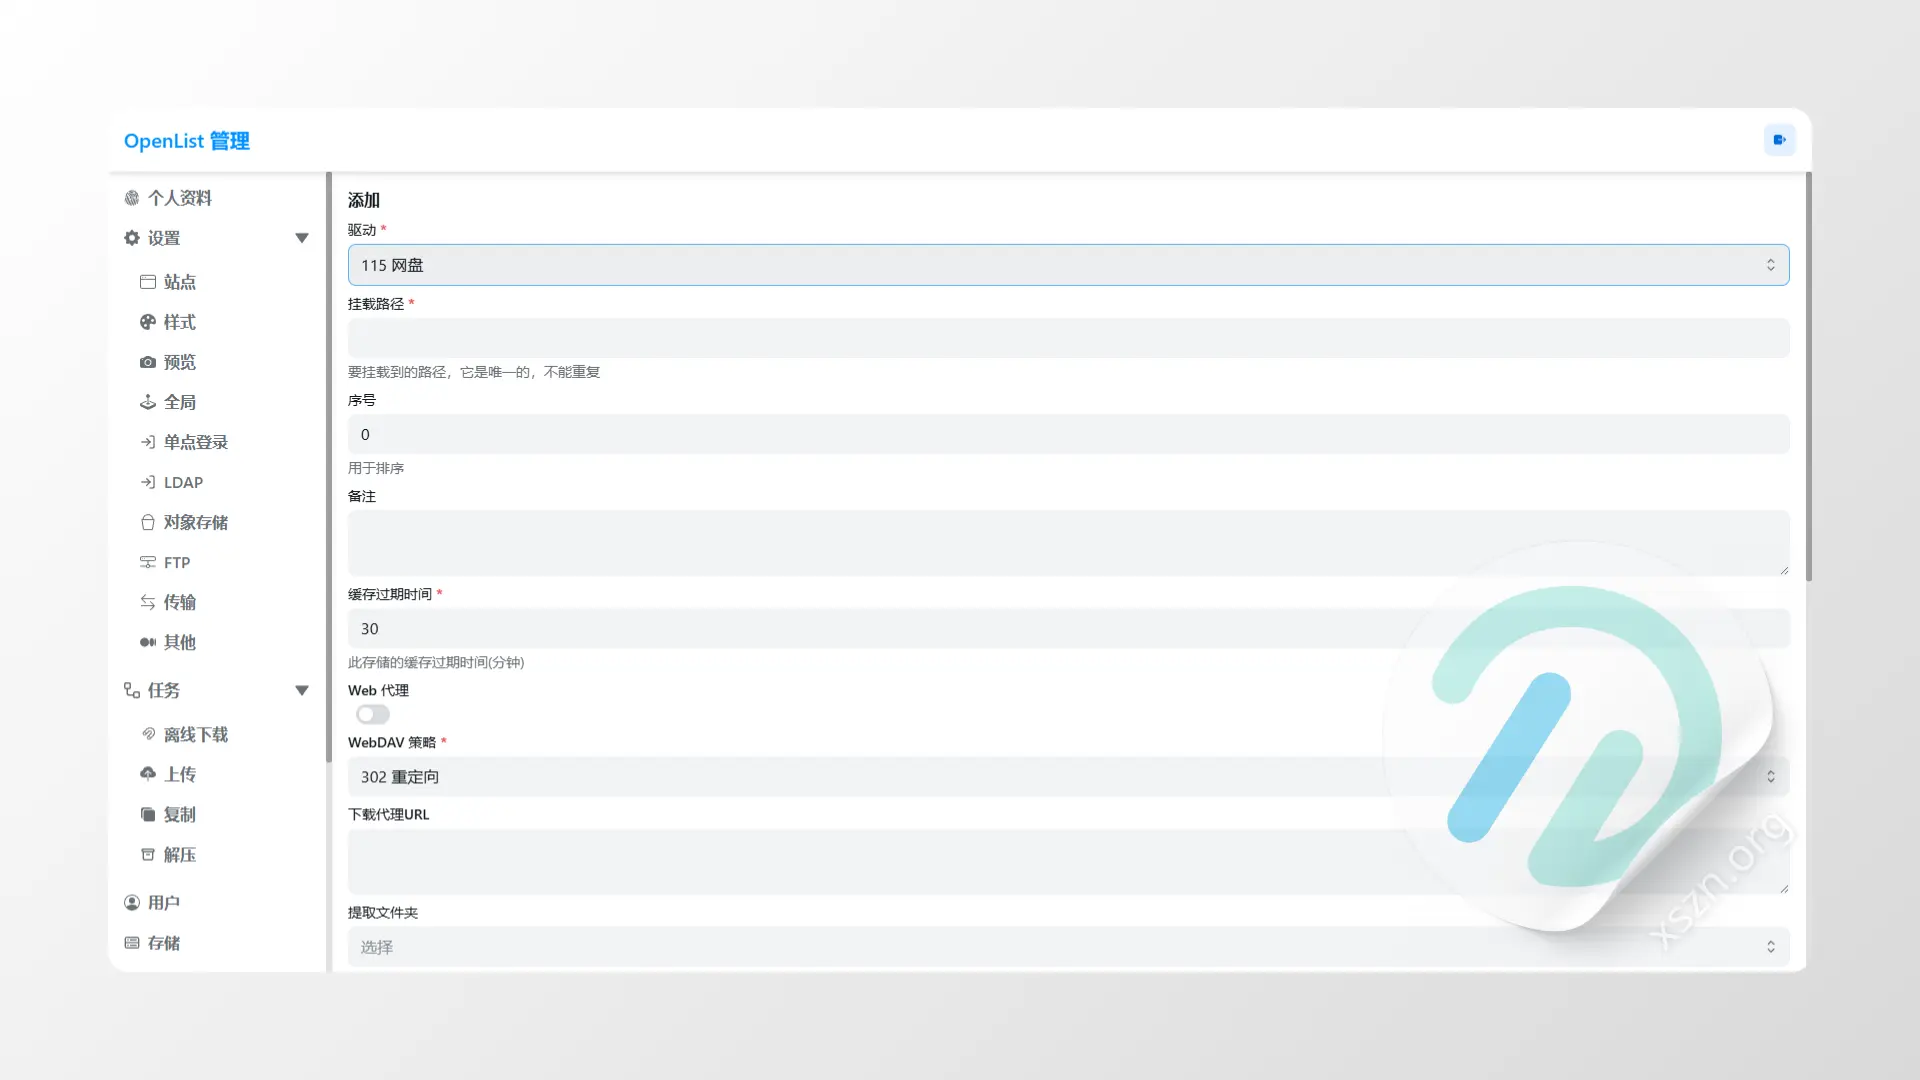 OpenList 管理
个人资料
设置
站点
样式
预览
全局
单点登录
LDAP
对象存储
FTP
传输
其他
任务
离线下载
上传
复制
解压
用户
存储
添加
驱动 *
115 网盘
挂载路径 *
要挂载到的路径，它是唯一的，不能重复
序号
0
用于排序
备注
缓存过期时间 *
30
此存储的缓存过期时间(分钟)
Web 代理
WebDAV 策略 *
302 重定向
下载代理URL
提取文件夹
选择
xszn.org